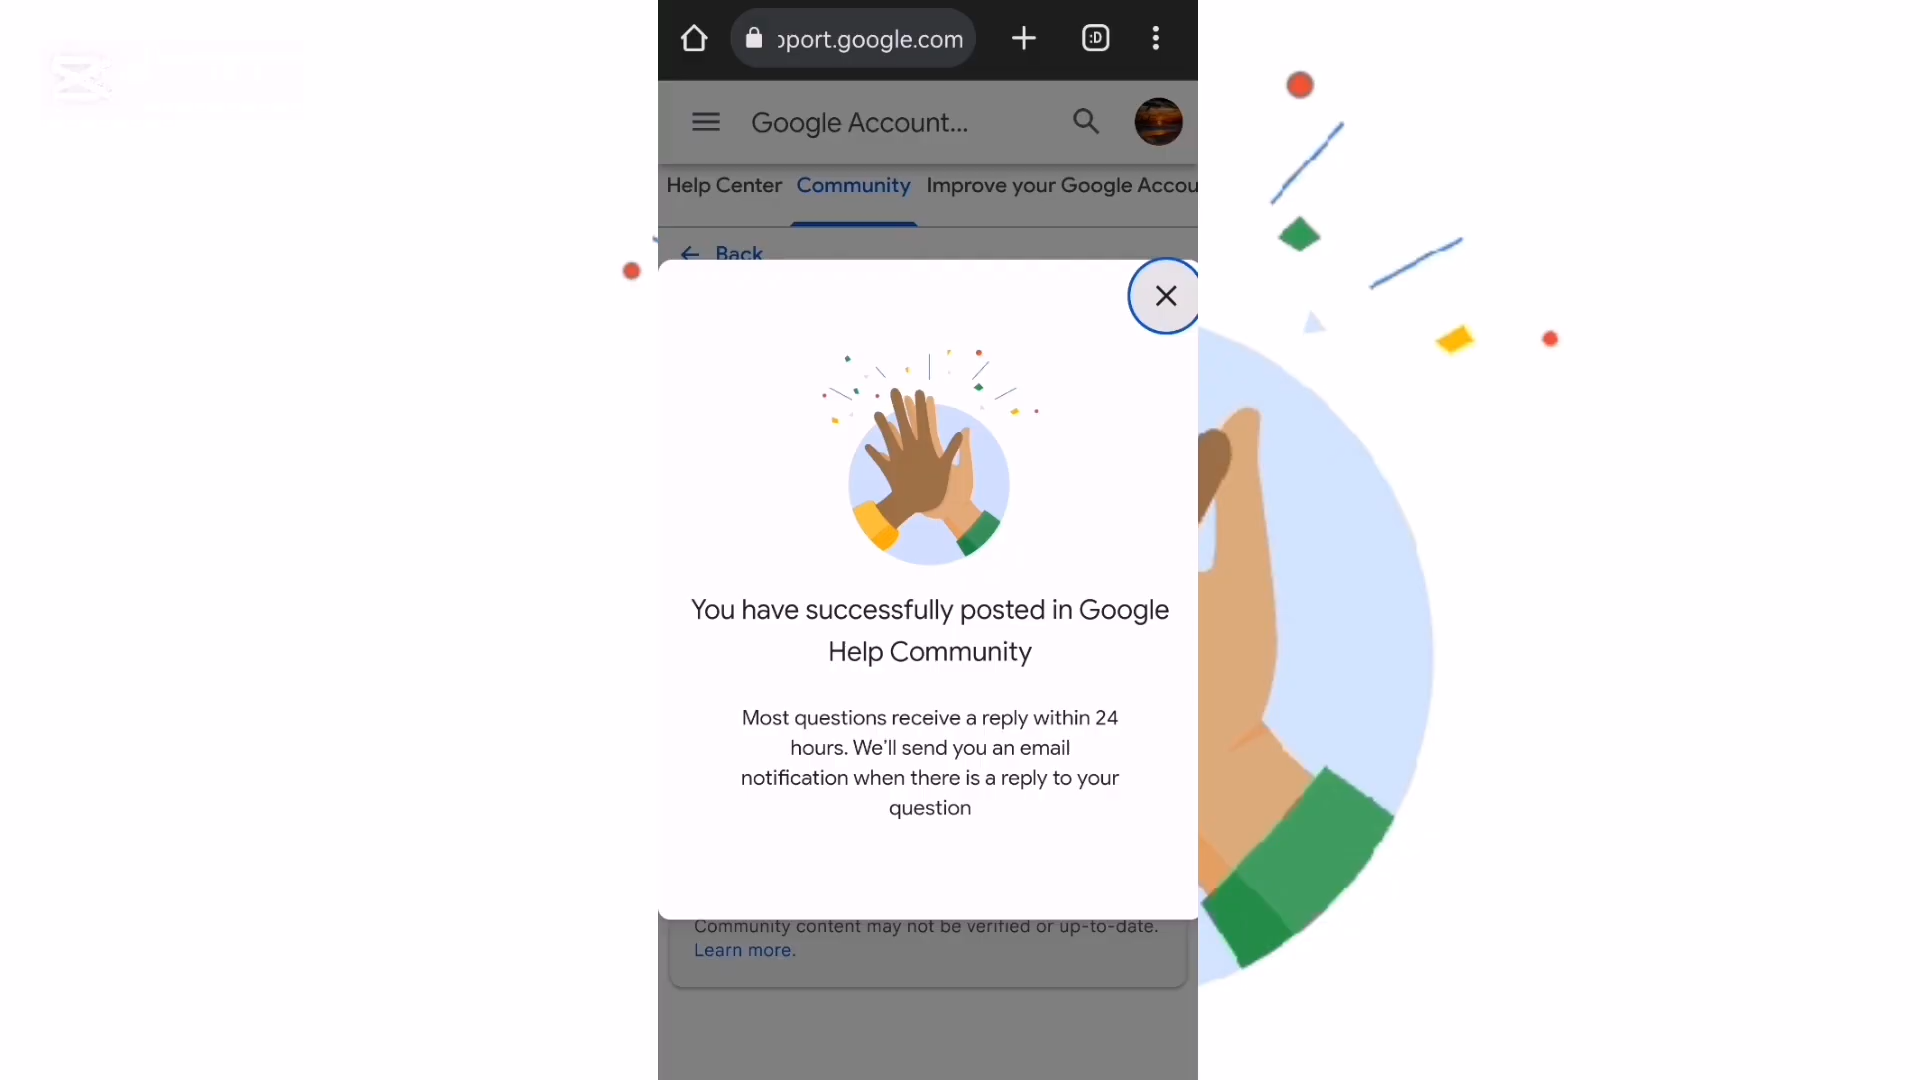 :D
pport.google.com
Google Account...
Help Center Community Improve your Google Accou
Back
You have successfully posted in Google
Help Community
Most questions receive a reply within 24
hours. We'll send you an email
notification when there is a reply to your
question
Community content may not be verified or up-to-date.
Learn more.